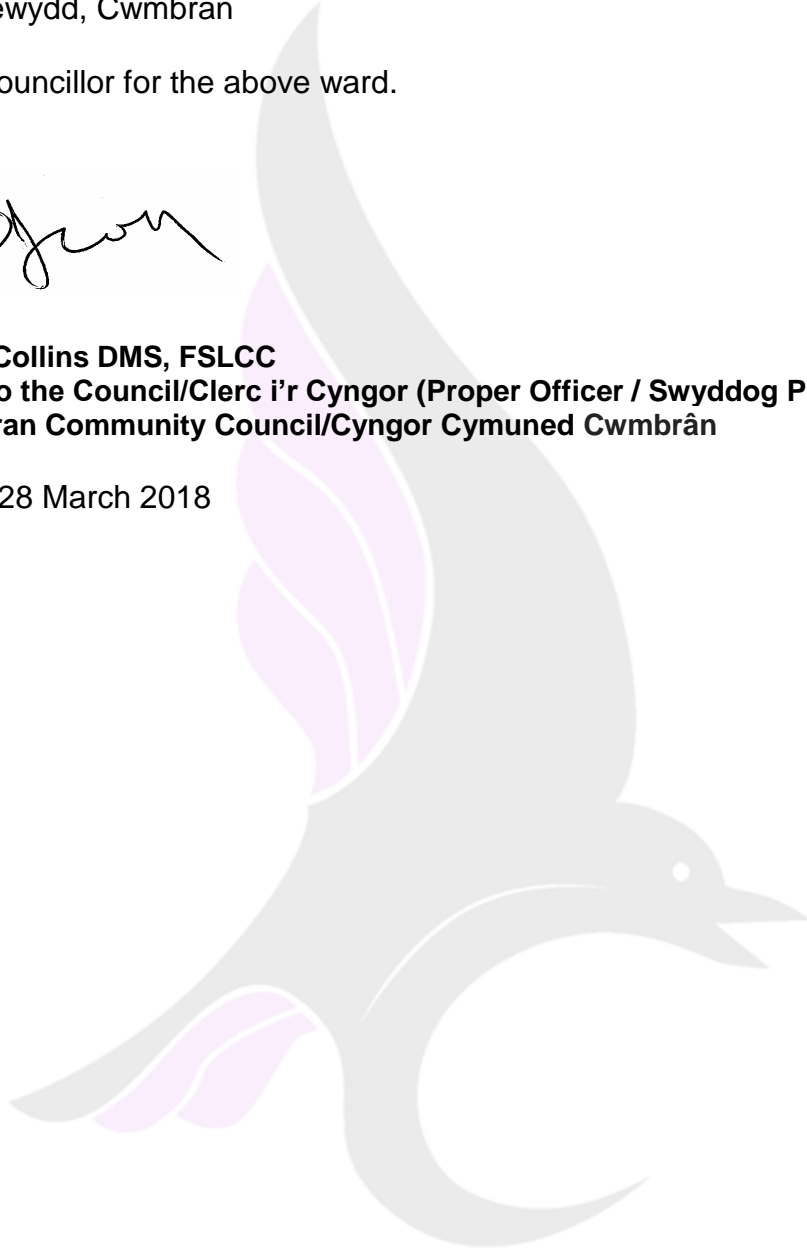 ewydd, Cwmbran
ouncillor for the above ward.
Collins DMS, FSLCC
o the Council/Clerc i'r Cyngor (Proper Officer / Swyddog P
ran Community Council/Cyngor Cymuned Cwmbrân
28 March 2018